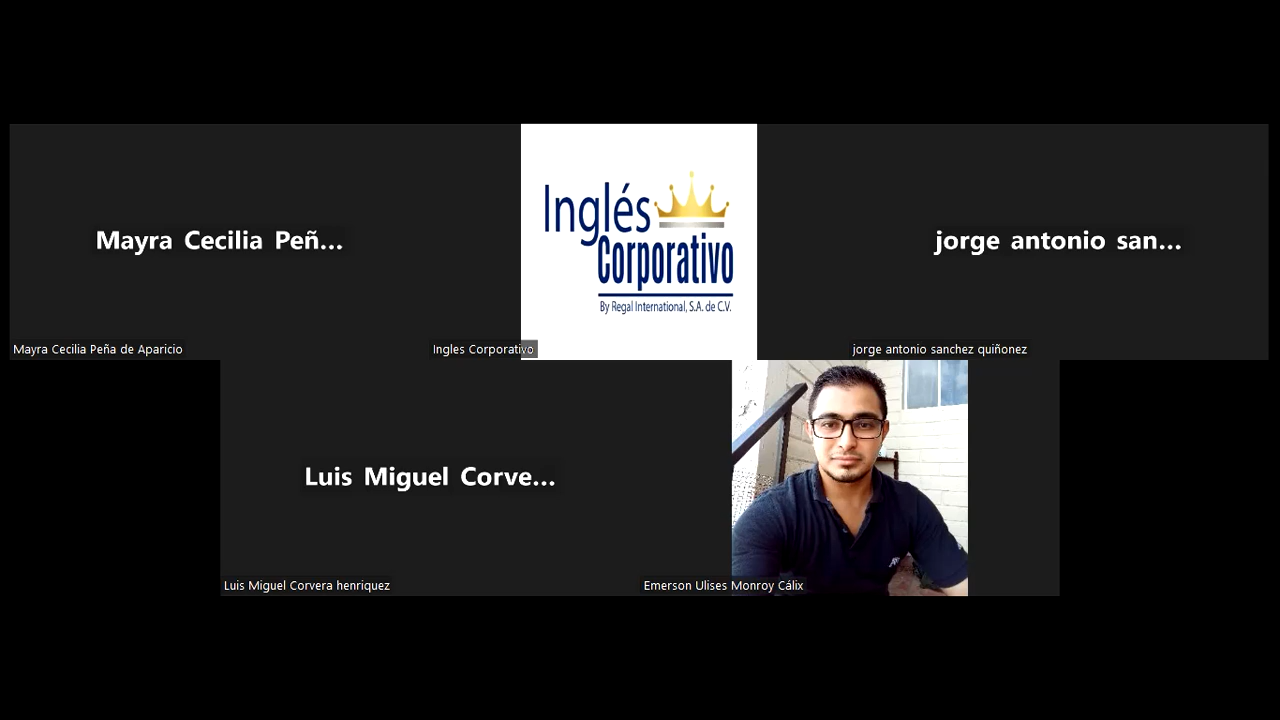 Mayra Cecilia Peñ...
Inglés
Corporativo
By Regal International, S.A. de C.V.
jorge antonio san...
Mayra Cecilia Peña de Aparicio
Ingles Corporativo
jorge antonio sanchez quiñonez
Luis Miguel Corve...
Luis Miguel Corvera henriquez
Emerson Ulises Monroy Cálix